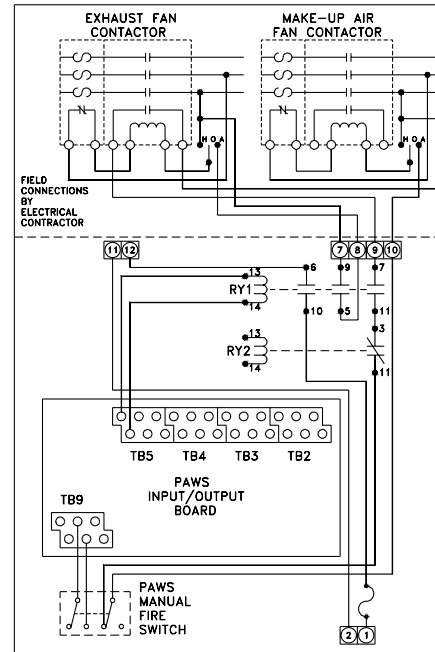 EXHAUST FAN
CONTACTOR
MAKE-UP AIR
FAN CONTACTOR
H O A
H O A
FIELD
CONNECTIONS
BY
ELECTRICAL
CONTRACTOR
11 12
7 8 9 10
13
6
9
7
RY1
14
10
5
11
3
13
RY2
14
11
TB5
TB4
TB3
TB2
PAWS
INPUT/OUTPUT
BOARD
TB9
PAWS
MANUAL
FIRE
SWITCH
2 1